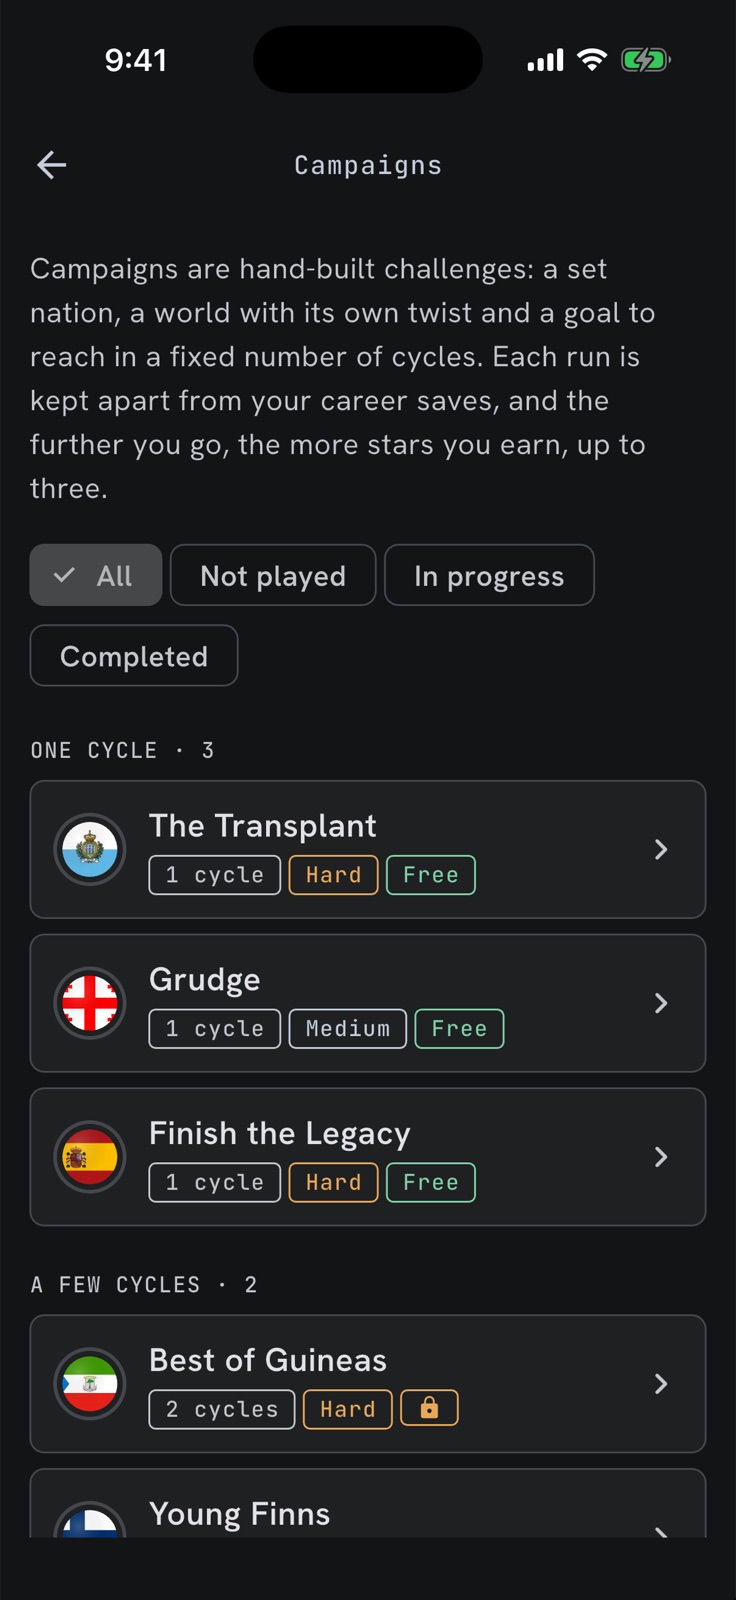 9:41
Campaigns
Campaigns are hand-built challenges: a set
nation, a world with its own twist and a goal to
reach in a fixed number of cycles. Each run is
kept apart from your career saves, and the
further you go, the more stars you earn, up to
three.
All Not played In progress
Completed
ONE CYCLE · 3
The Transplant
1 cycle Hard Free
Grudge
1 cycle Medium Free
Finish the Legacy
1 cycle Hard Free
A FEW CYCLES · 2
Best of Guineas
2 cycles Hard
Young Finns